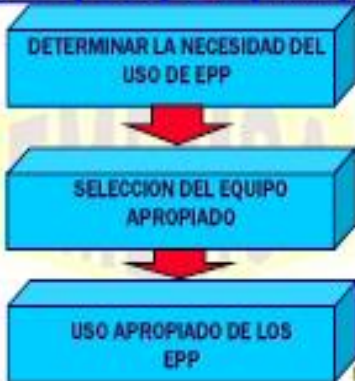 DETERMINAR LA NECESIDAD DEL
USO DE EPP
SELECCION DEL EQUIPO
APROPIADO
USO APROPIADO DE LOS
EPP